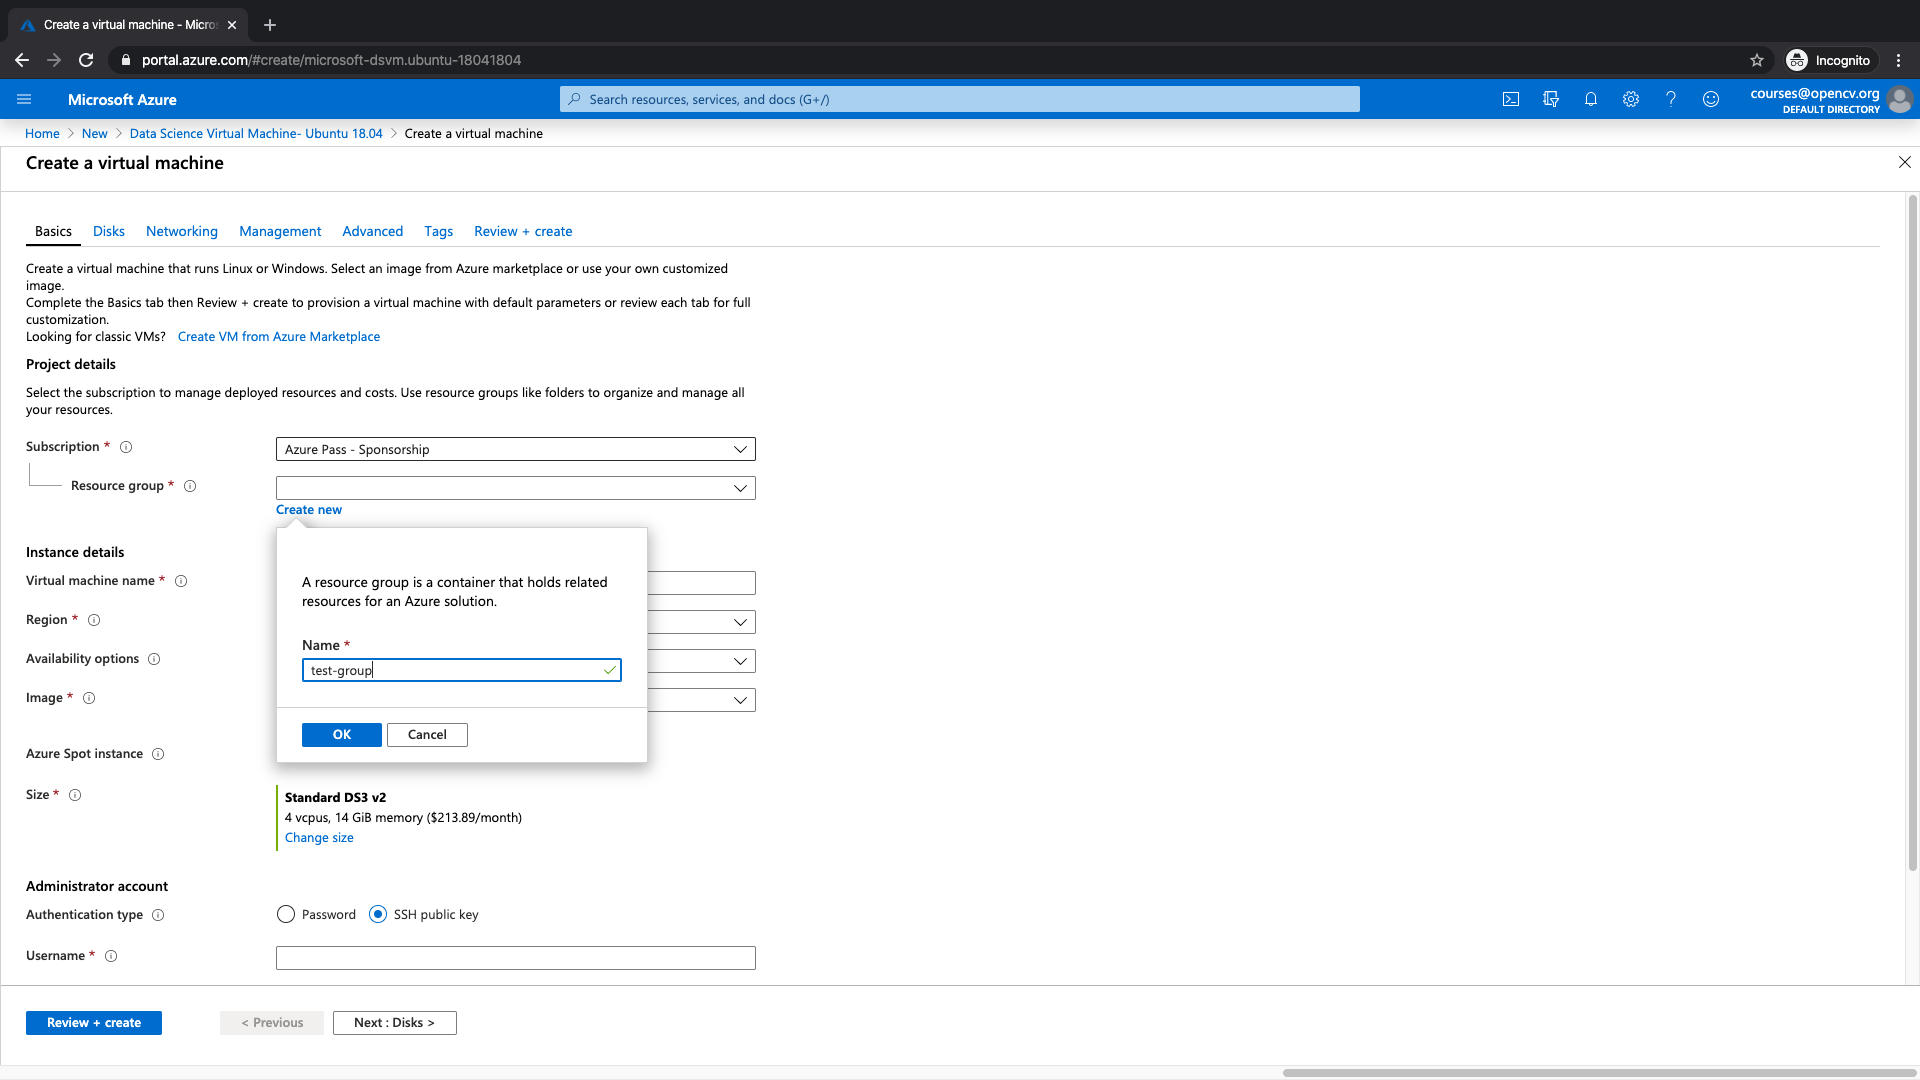 Create a virtual machine - Micros
portal.azure.com/#create/microsoft-dsvm.ubuntu-18041804
Incognito
Microsoft Azure
Search resources, services, and docs (G+/)
courses@opencv.org
DEFAULT DIRECTORY
Home > New > Data Science Virtual Machine- Ubuntu 18.04 > Create a virtual machine
Create a virtual machine
Basics Disks Networking Management Advanced Tags Review + create
Create a virtual machine that runs Linux or Windows. Select an image from Azure marketplace or use your own customized
image.
Complete the Basics tab then Review + create to provision a virtual machine with default parameters or review each tab for full
customization.
Looking for classic VMs? Create VM from Azure Marketplace
Project details
Select the subscription to manage deployed resources and costs. Use resource groups like folders to organize and manage all
your resources.
Subscription *
Azure Pass - Sponsorship
Resource group *
Create new
A resource group is a container that holds related
resources for an Azure solution.
Name *
test-group
OK
Cancel
Instance details
Virtual machine name *
Region *
Availability options
Image *
Azure Spot instance
Size *
Standard DS3 v2
4 vcpus, 14 GiB memory ($213.89/month)
Change size
Administrator account
Authentication type
Password
SSH public key
Username *
Review + create
< Previous
Next : Disks >